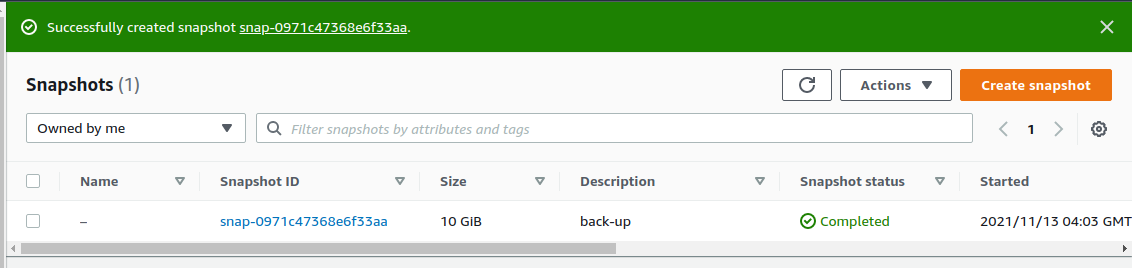 Successfully created snapshot snap-0971c47368e6f33aa.
Snapshots (1)
Actions
Create snapshot
Owned by me
Filter snapshots by attributes and tags
1
Name Snapshot ID Size Description Snapshot status Started
– snap-0971c47368e6f33aa 10 GiB back-up Completed 2021/11/13 04:03 GMT